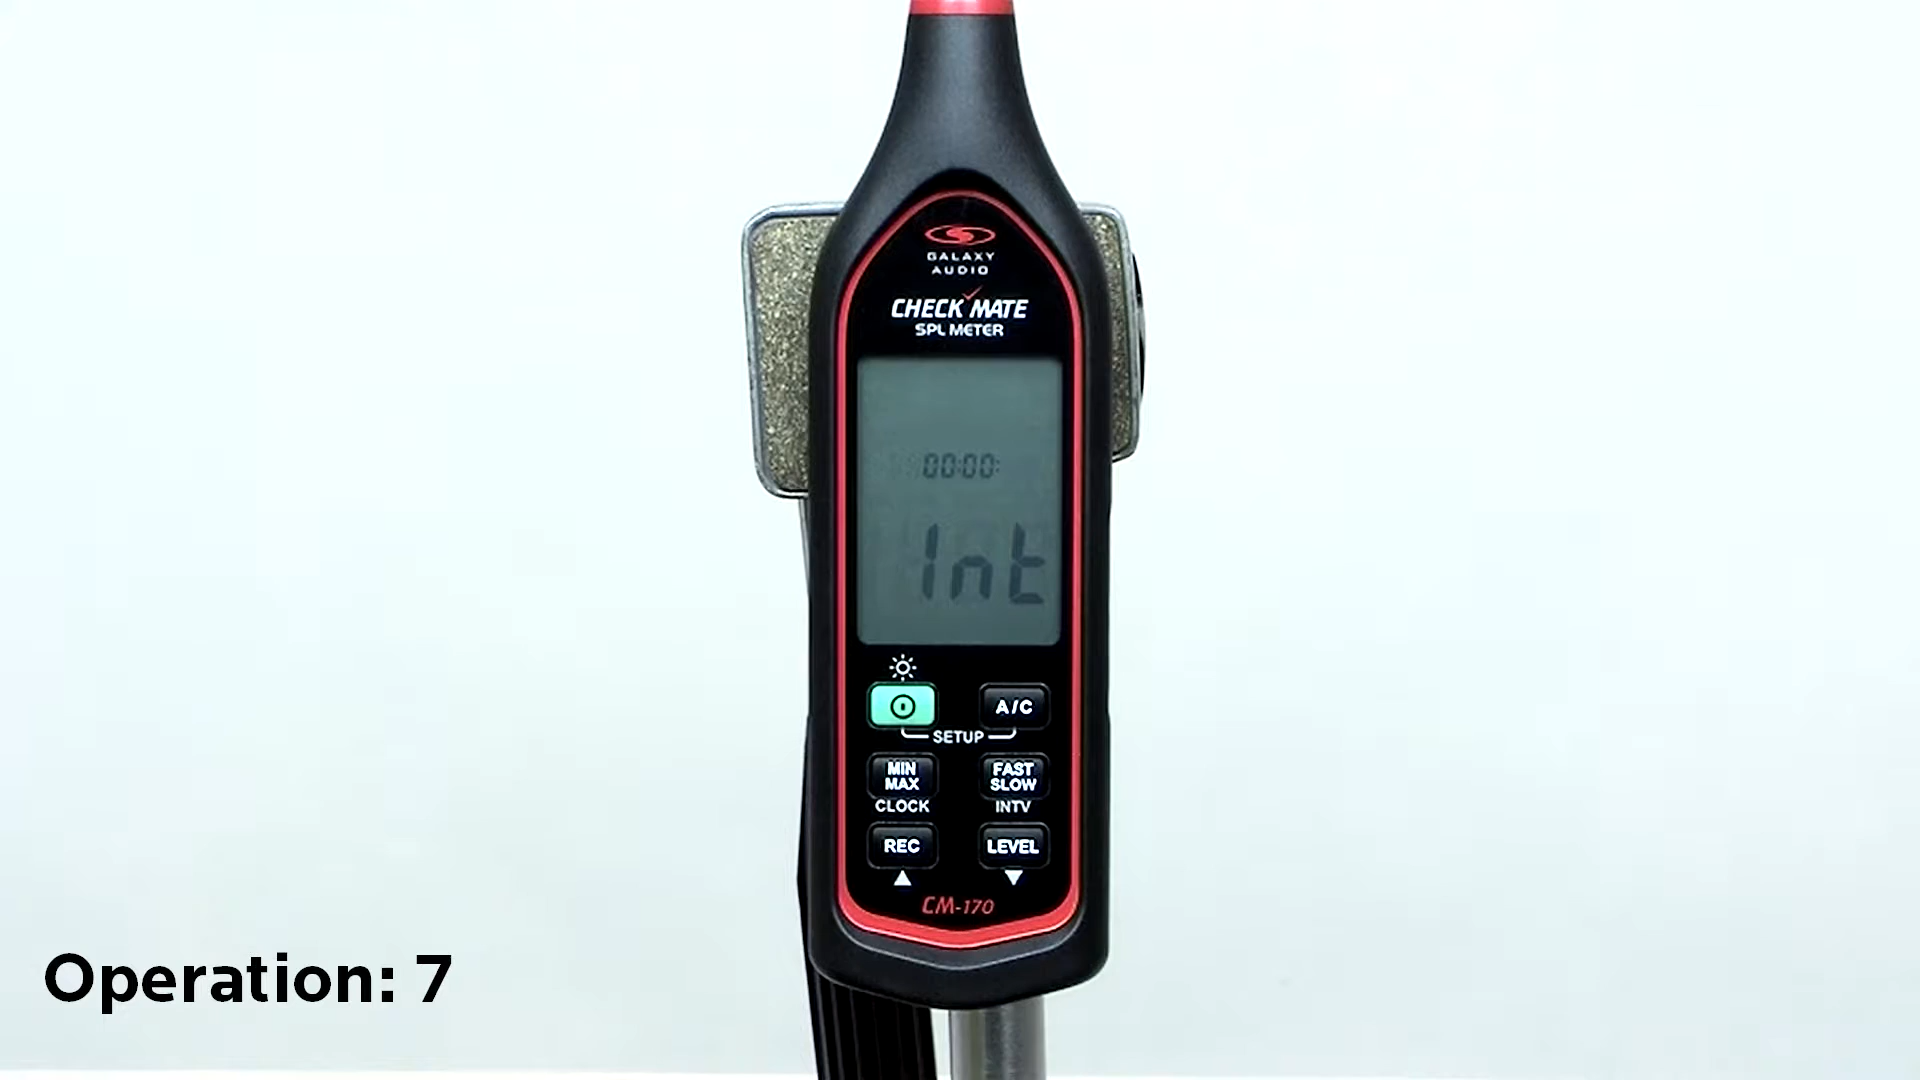 GALAXY
AUDIO
CHECK MATE
SPL METER
00:00:
Int
A/C
SETUP
MIN
MAX
FAST
SLOW
CLOCK
INTV
REC
LEVEL
CM-170
Operation: 7